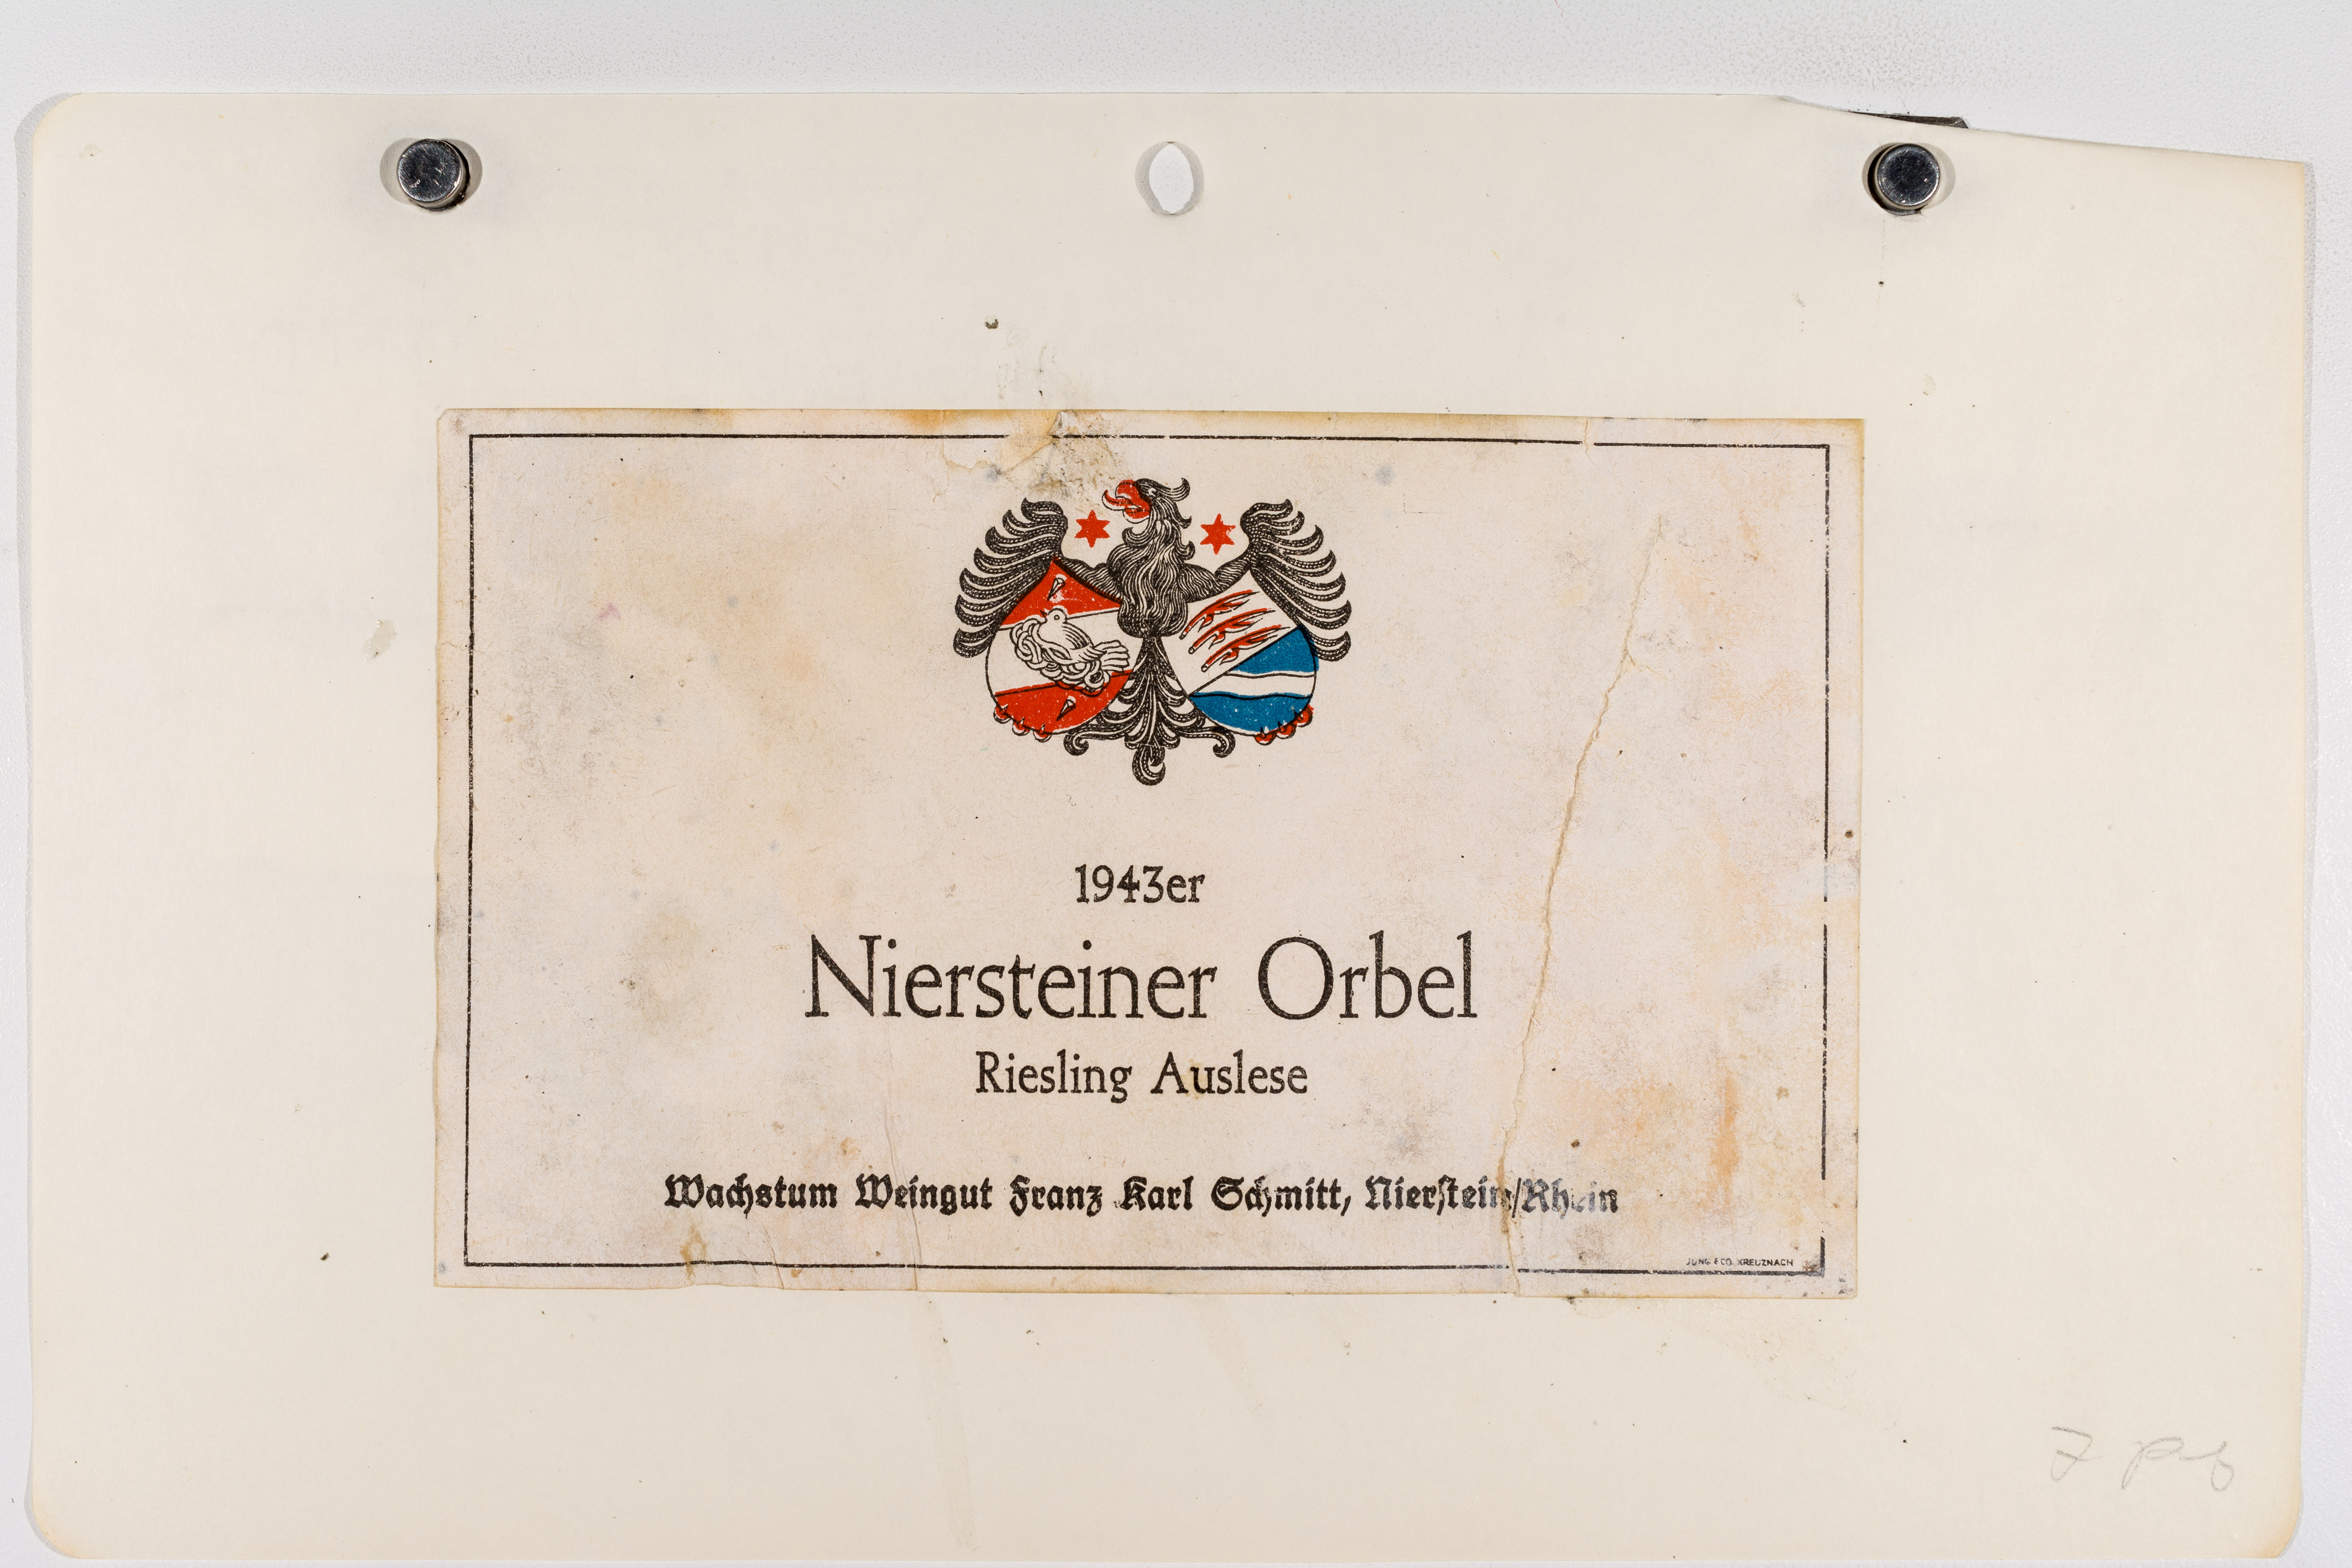 1943er
Niersteiner Orbel
Riesling Auslese
Wachstum Weingut Franz Karl Schmitt, Nierstein/Rhein
JUNG & CO. KREUZNACH